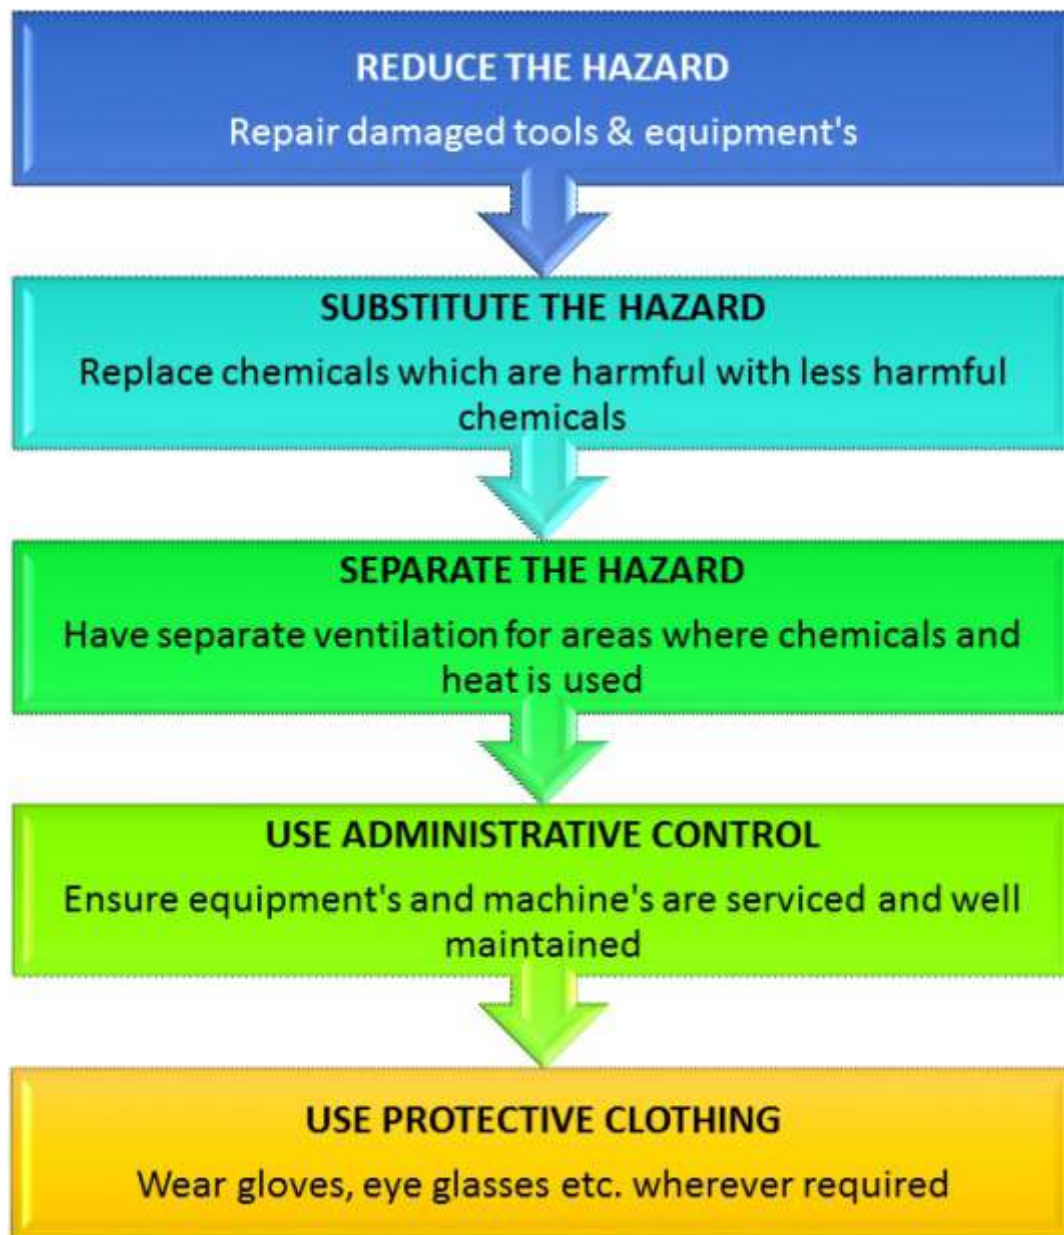 REDUCE THE HAZARD
Repair damaged tools & equipment's
SUBSTITUTE THE HAZARD
Replace chemicals which are harmful with less harmful
chemicals
SEPARATE THE HAZARD
Have separate ventilation for areas where chemicals and
heat is used
USE ADMINISTRATIVE CONTROL
Ensure equipment's and machine's are serviced and well
maintained
USE PROTECTIVE CLOTHING
Wear gloves, eye glasses etc. wherever required